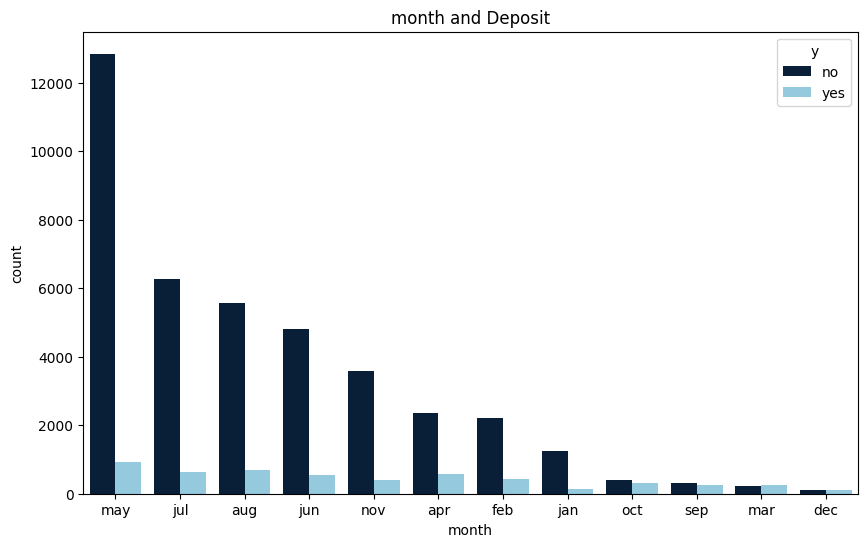 month and Deposit
y
no
yes
count
12000
10000
8000
6000
4000
2000
0
may jul aug jun nov apr feb jan oct sep mar dec
month